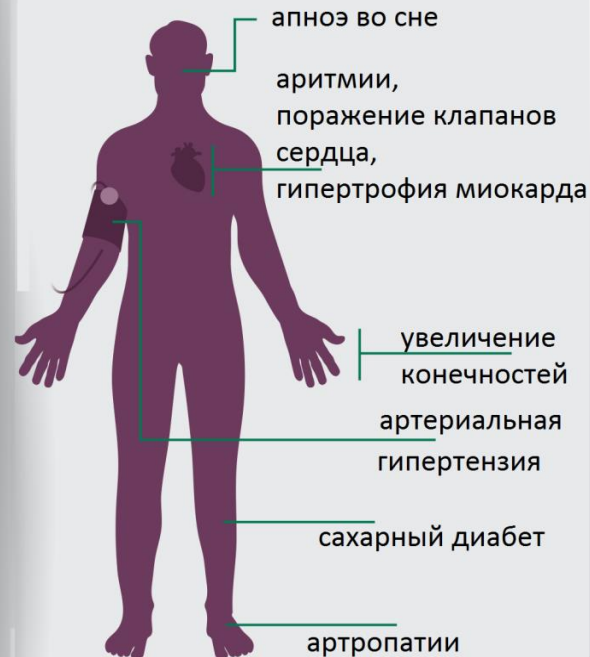 апноэ во сне
аритмии,
поражение клапанов
сердца,
гипертрофия миокарда
увеличение
конечностей
артериальная
гипертензия
сахарный диабет
артропатии